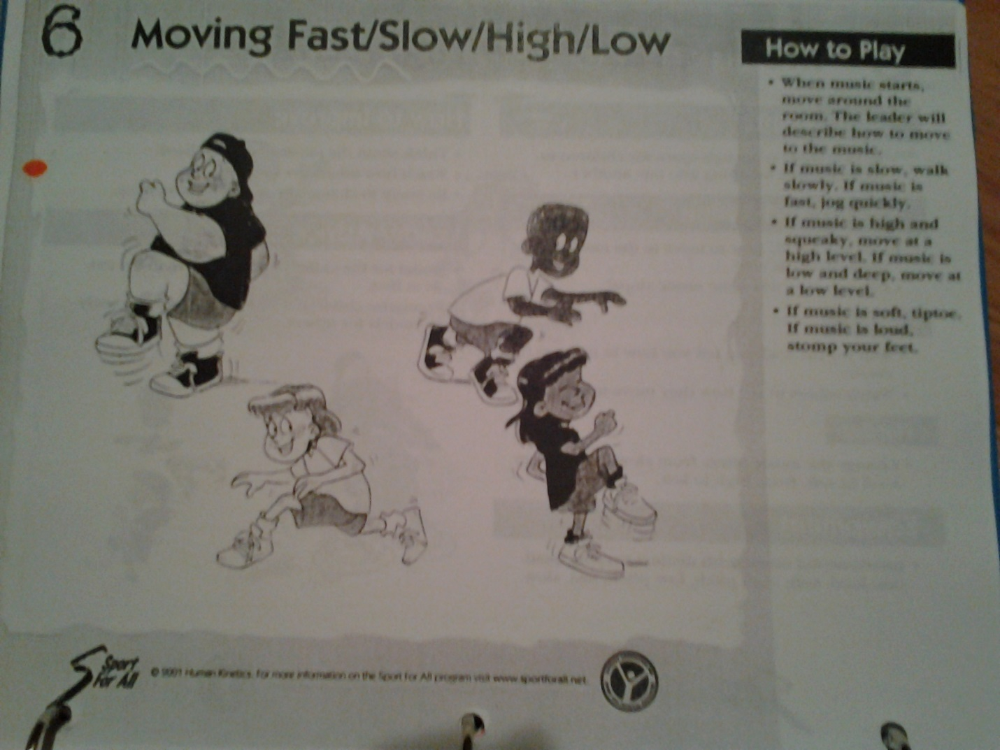 6 Moving Fast/Slow/High/Low
How to Play
• When music starts,
move around the
room. The leader will
describe how to move
to the music.
• If music is slow, walk
slowly. If music is
fast, jog quickly.
• If music is high and
squeaky, move at a
high level. If music is
low and deep, move at
a low level.
• If music is soft, tiptoe.
If music is loud,
stomp your feet.
Sport
For All
© 2001 Human Kinetics. For more information on the Sport For All program visit www.sportforall.net.